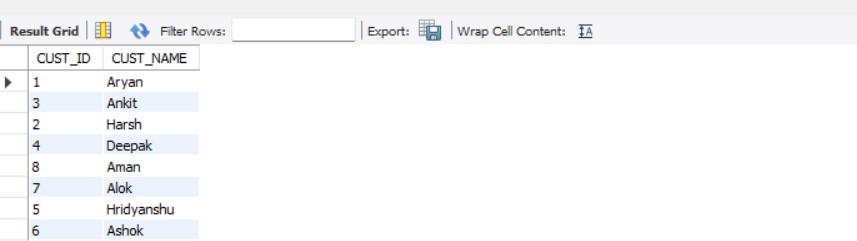 Result Grid Filter Rows: Export: Wrap Cell Content: IA
CUST_ID CUST_NAME
1 Aryan
3 Ankit
2 Harsh
4 Deepak
8 Aman
7 Alok
5 Hridyanshu
6 Ashok